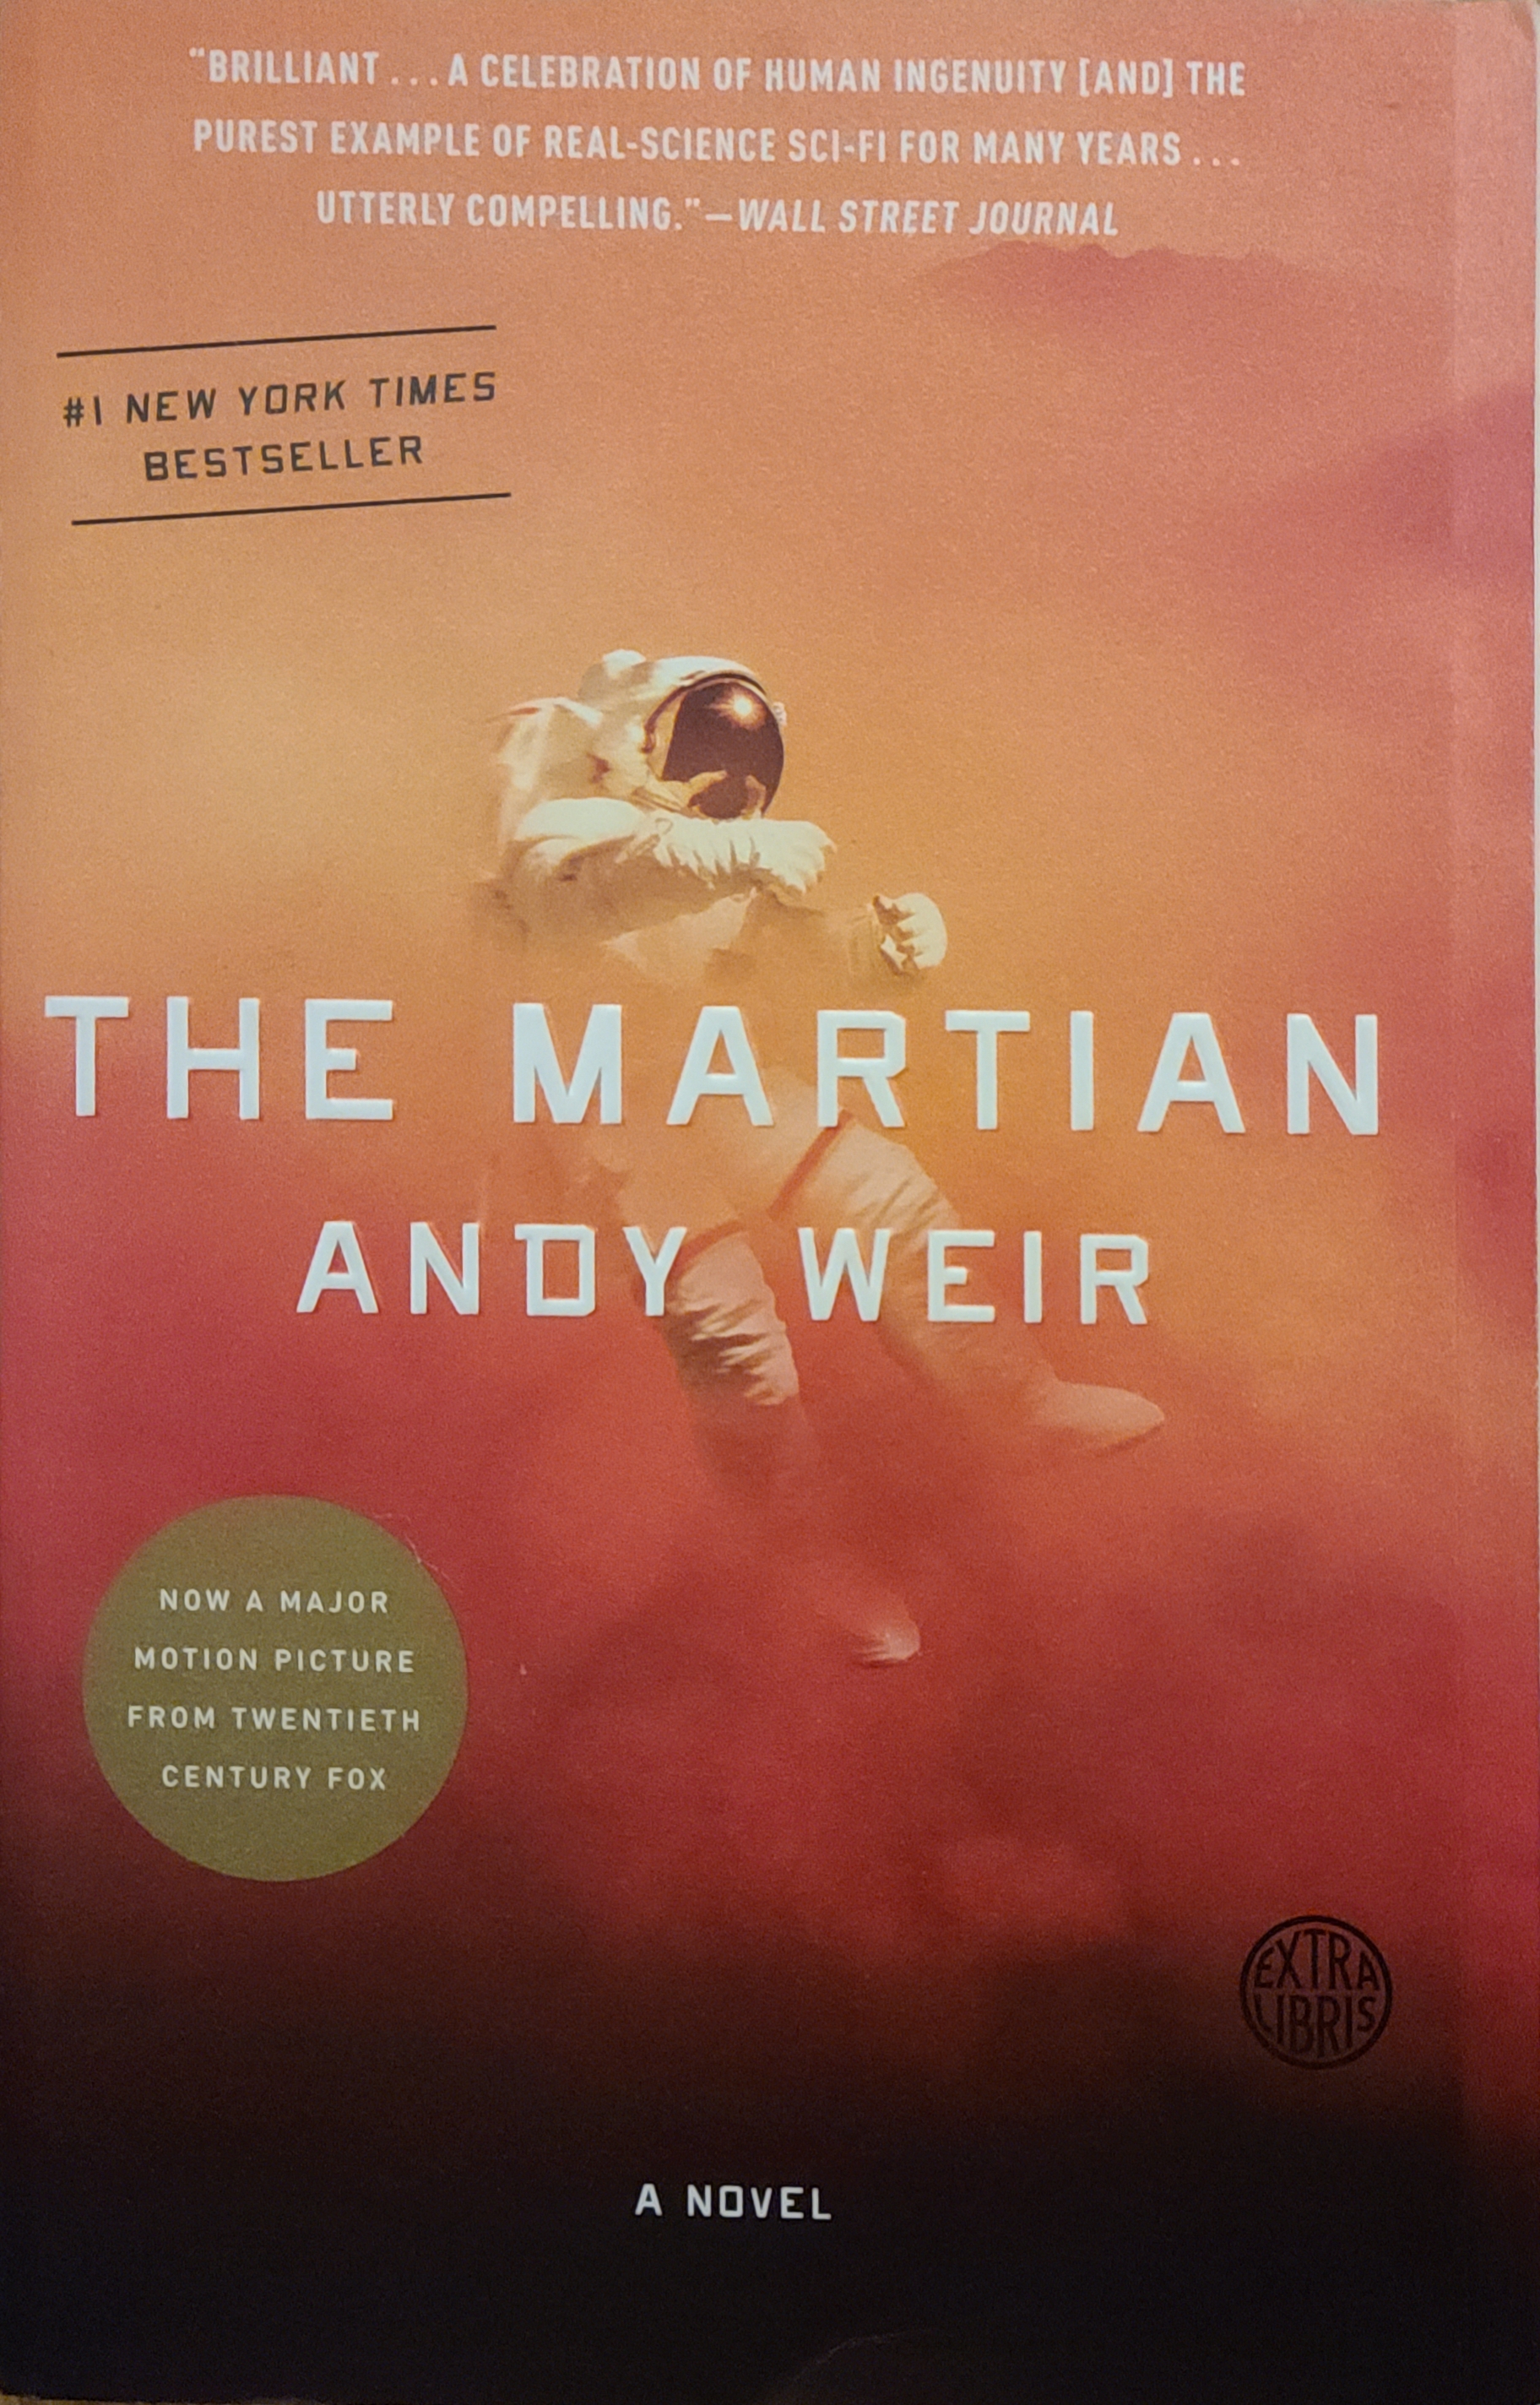 “BRILLIANT . . . A CELEBRATION OF HUMAN INGENUITY [AND] THE
PUREST EXAMPLE OF REAL-SCIENCE SCI-FI FOR MANY YEARS . . .
UTTERLY COMPELLING.”—WALL STREET JOURNAL
#1 NEW YORK TIMES
BESTSELLER
THE MARTIAN
ANDY WEIR
NOW A MAJOR
MOTION PICTURE
FROM TWENTIETH
CENTURY FOX
EXTRA
LIBRIS
A NOVEL